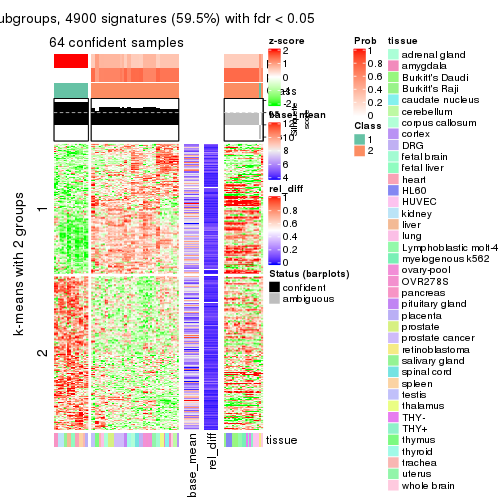 ubgroups, 4900 signatures (59.5%) with fdr < 0.05
64 confident samples
k-means with 2 groups
1
2
z-score
2
1
0
-1
-2
base_mean
12
10
8
6
4
rel_diff
1
0.8
0.6
0.4
0.2
0
Status (barplots)
confident
ambiguous
Silhouette
score
tissue
base_mean
rel_diff
Prob
1
0.8
0.6
0.4
0.2
0
Class
1
2
tissue
adrenal gland
amygdala
Burkitt's Daudi
Burkitt's Raji
caudate nucleus
cerebellum
corpus callosum
cortex
DRG
fetal brain
fetal liver
heart
HL60
HUVEC
kidney
liver
lung
Lymphoblastic molt-4
myelogenous k562
ovary-pool
OVR278S
pancreas
pituitary gland
placenta
prostate
prostate cancer
retinoblastoma
salivary gland
spinal cord
spleen
testis
thalamus
THY-
THY+
thymus
thyroid
trachea
uterus
whole brain